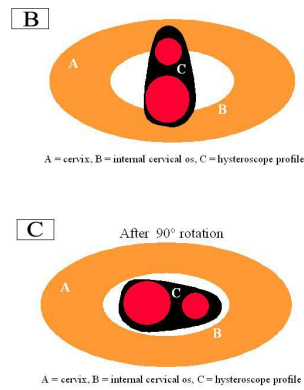 B
A
C
B
A = cervix, B = internal cervical os, C = hysteroscope profile
C
After 90° rotation
A
C
B
A = cervix, B = internal cervical os, C = hysteroscope profile